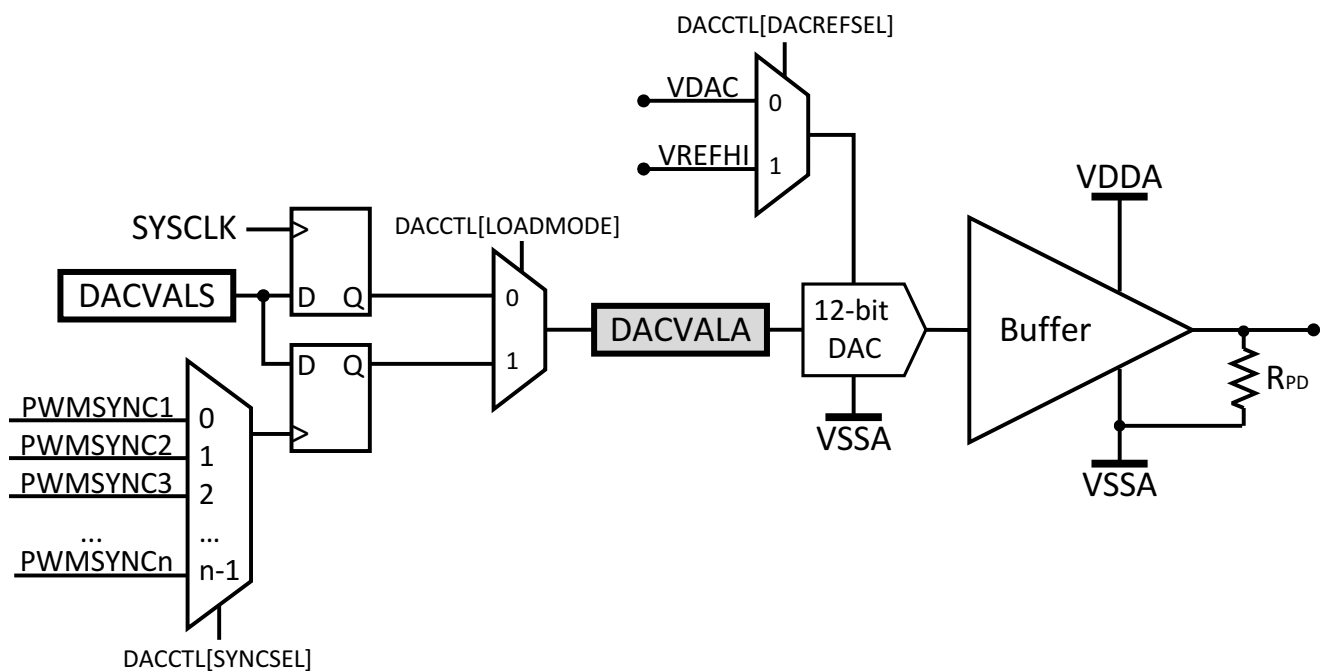 DACCTL[DACREFSEL]
VDAC
0
VREFHI
1
VDDA
SYSCLK
DACCTL[LOADMODE]
DACVALS
D Q
0
DACVALA
12-bit
DAC
Buffer
D Q
1
RPD
PWMSYNC1
0
PWMSYNC2
1
VSSA
PWMSYNC3
2
VSSA
...
...
PWMSYNCn
n-1
DACCTL[SYNCSEL]